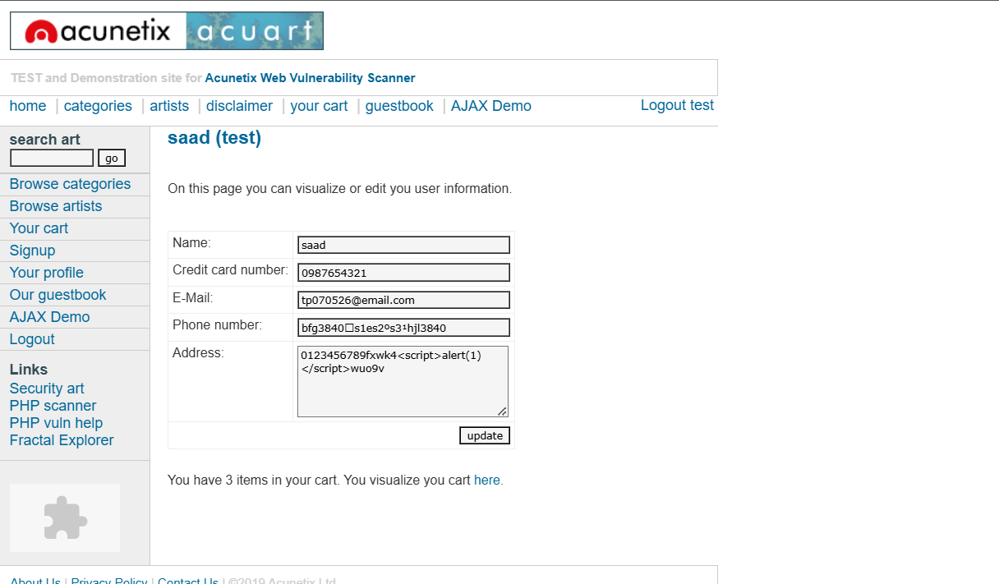 acunetix acuart
TEST and Demonstration site for Acunetix Web Vulnerability Scanner
home | categories | artists | disclaimer | your cart | guestbook | AJAX Demo Logout test
search art
go
Browse categories
Browse artists
Your cart
Signup
Your profile
Our guestbook
AJAX Demo
Logout
Links
Security art
PHP scanner
PHP vuln help
Fractal Explorer
saad (test)
On this page you can visualize or edit you user information.
Name: saad
Credit card number: 0987654321
E-Mail: tp070526@email.com
Phone number: bfg3840□s1es2ºs3¹hjl3840
Address: 0123456789fxwk4<script>alert(1)
</script>wuo9v
update
You have 3 items in your cart. You visualize you cart here.
About Us | Privacy Policy | Contact Us | ©2019 Acunetix Ltd